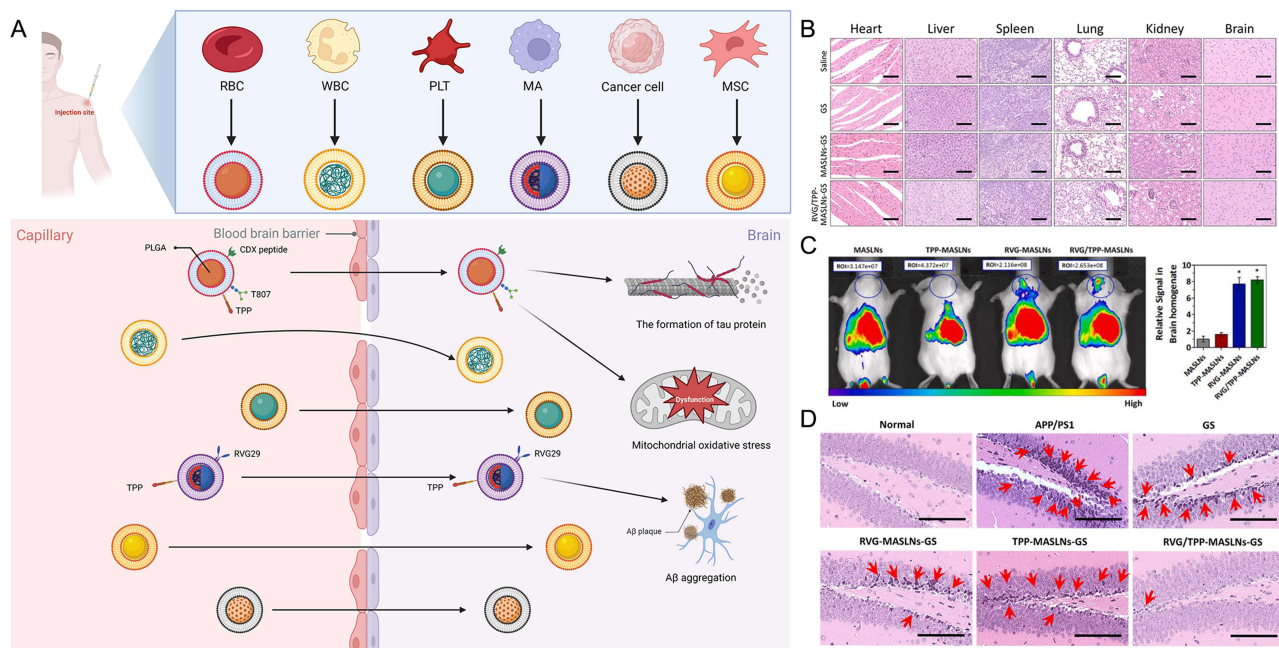 A
Injection site
RBC
WBC
PLT
MA
Cancer cell
MSC
Capillary
Blood brain barrier
Brain
PLGA
CDX peptide
T807
TPP
The formation of tau protein
Dysfunction
Mitochondrial oxidative stress
RVG29
TPP
RVG29
TPP
Aβ plaque
Aβ aggregation
B
Heart
Liver
Spleen
Lung
Kidney
Brain
Saline
GS
MASLNs-GS
RVG/TPP-
MASLNs-GS
C
MASLNs
TPP-MASLNs
RVG-MASLNs
RVG/TPP-MASLNs
ROI=3.147e+07
ROI=4.372e+07
ROI=2.116e+08
ROI=2.653e+08
Low
High
Relative Signal in
Brain homogenate
10
8
6
4
2
0
*
*
MASLNs
TPP-MASLNs
RVG-MASLNs
RVG/TPP-MASLNs
D
Normal
APP/PS1
GS
RVG-MASLNs-GS
TPP-MASLNs-GS
RVG/TPP-MASLNs-GS